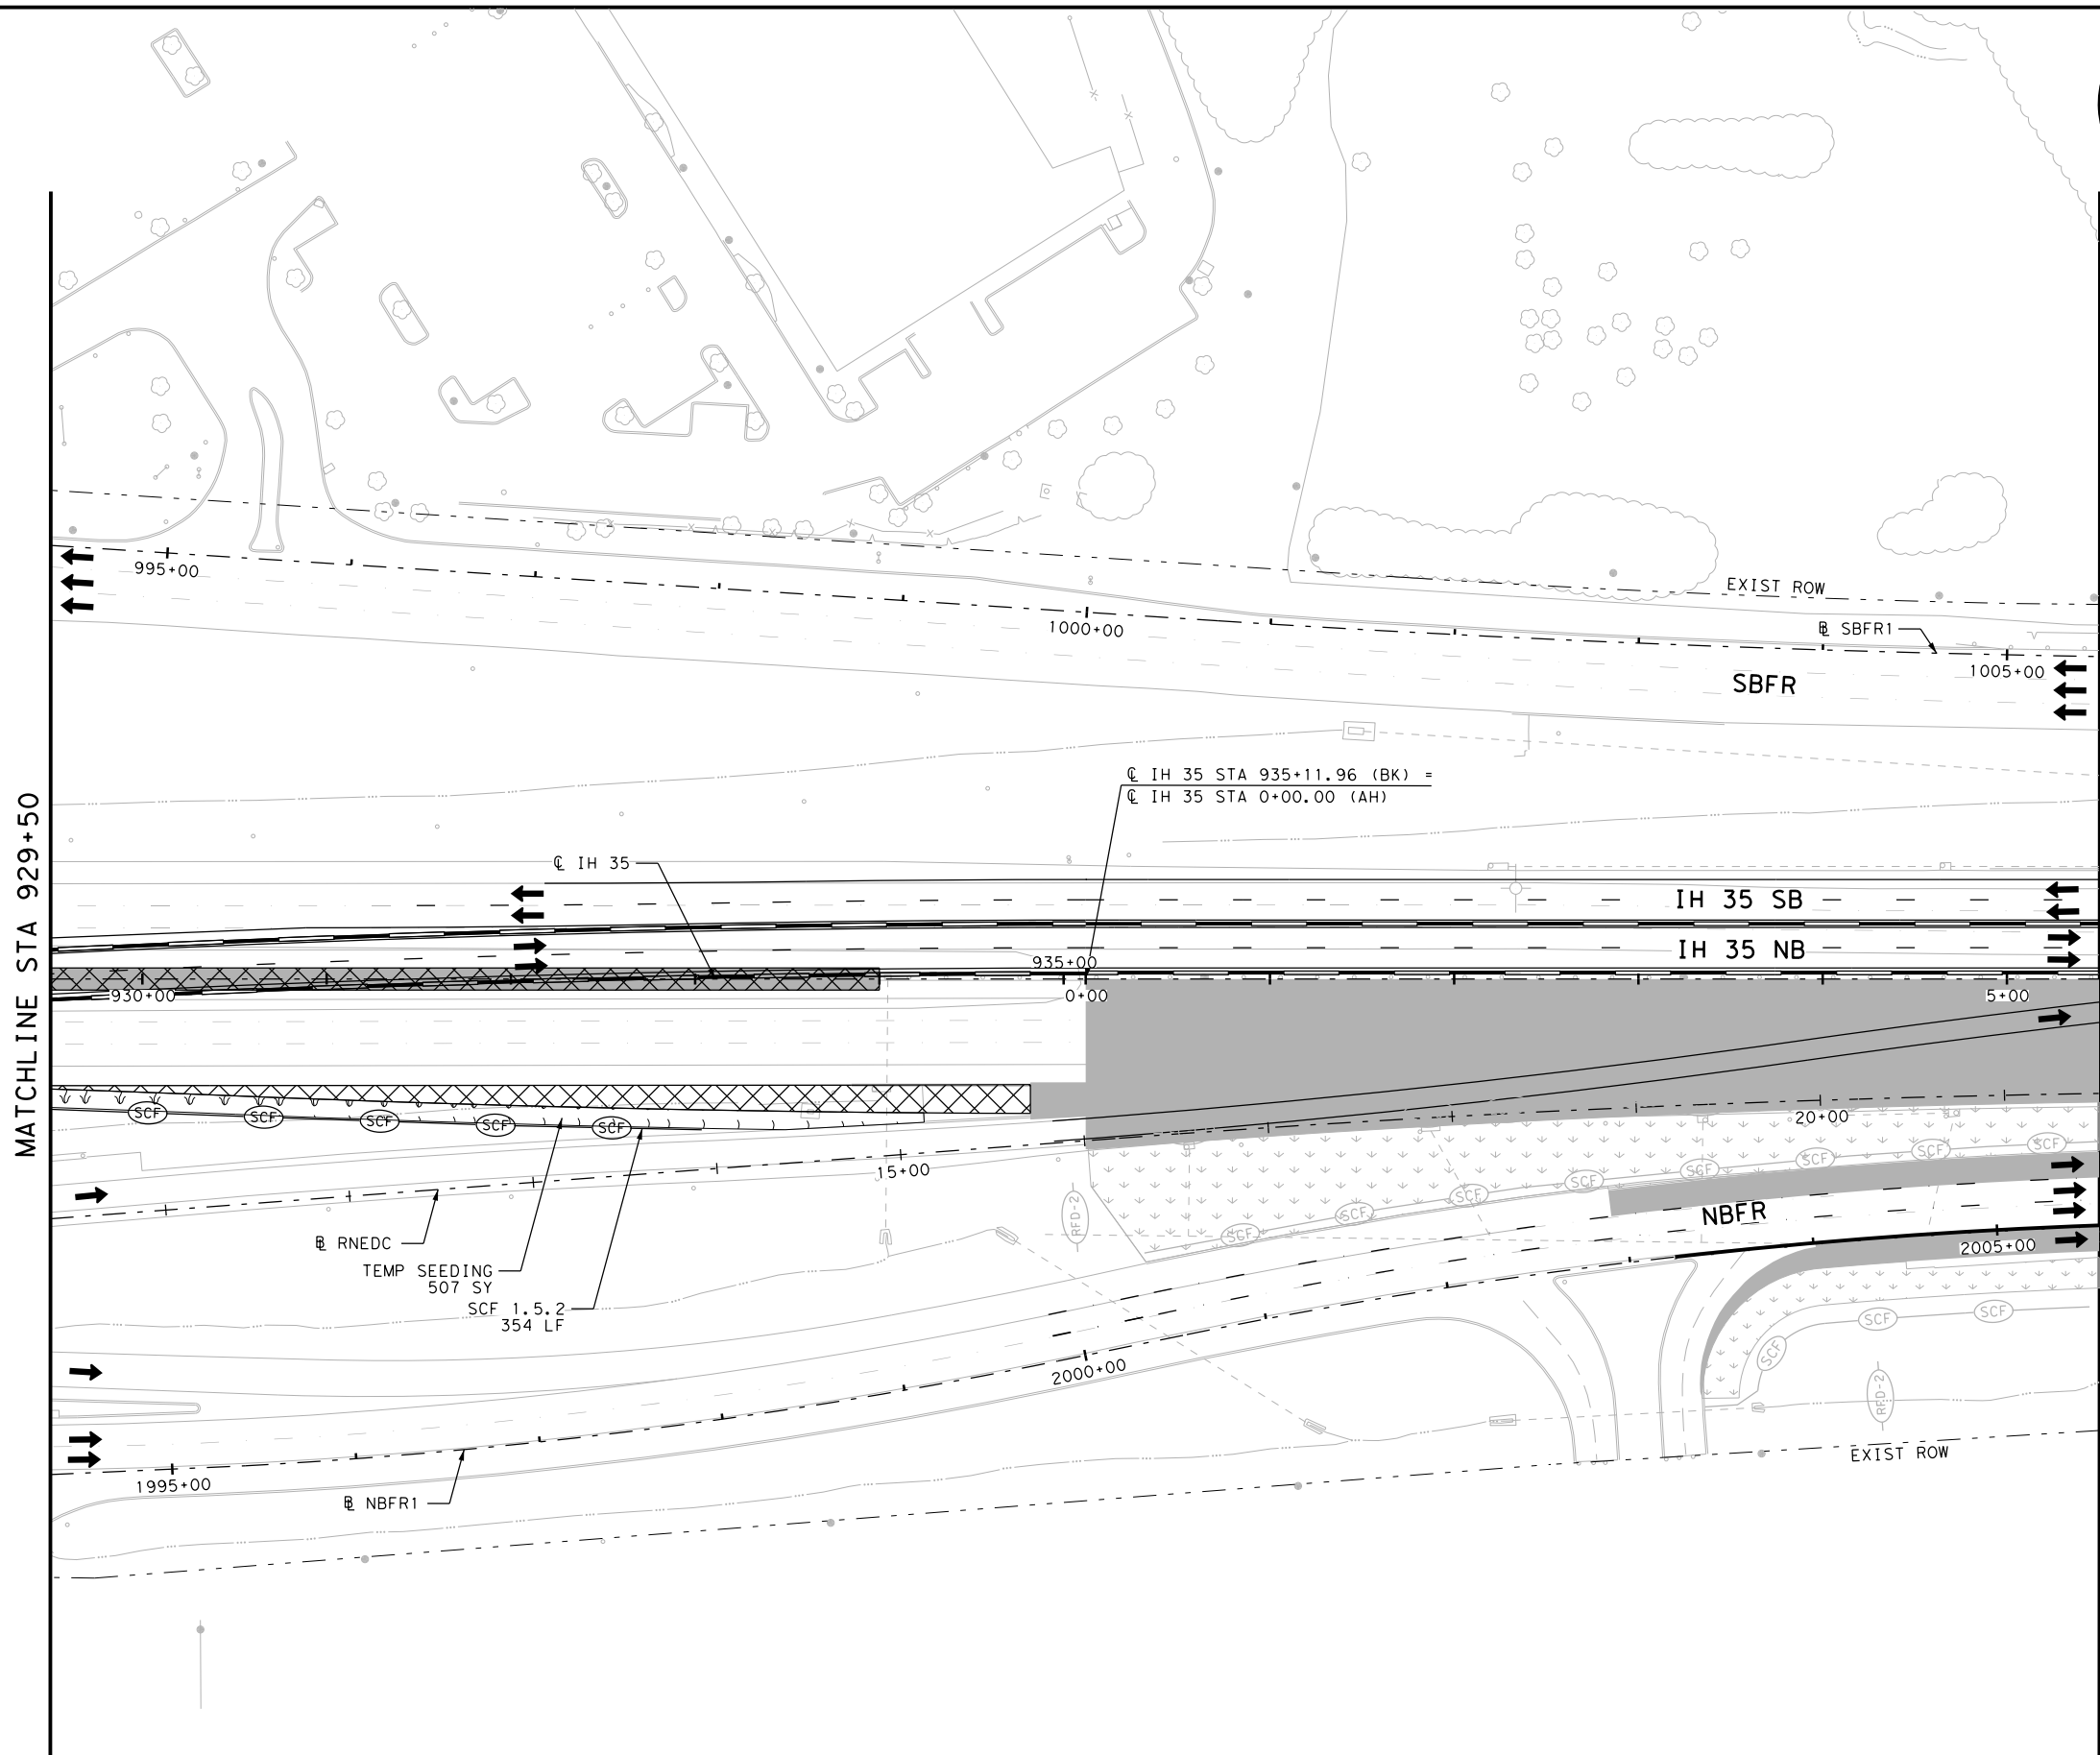 995+00
EXIST ROW
1000+00
℄ SBFR1
1005+00
SBFR
℄ IH 35 STA 935+11.96 (BK) =
℄ IH 35 STA 0+00.00 (AH)
MATCHLINE STA 929+50
℄ IH 35
IH 35 SB
IH 35 NB
935+00
930+00
0+00
5+00
SCF
SCF
SCF
SCF
SCF
20+00
15+00
SCF
SCF
SCF
SCF
SCF
SCF
SCF
SCF
RFD-2
NBFR
℄ RNEDC
2005+00
TEMP SEEDING
507 SY
SCF 1.5.2
354 LF
SCF
SCF
SCF
2000+00
RFD-2
EXIST ROW
1995+00
℄ NBFR1